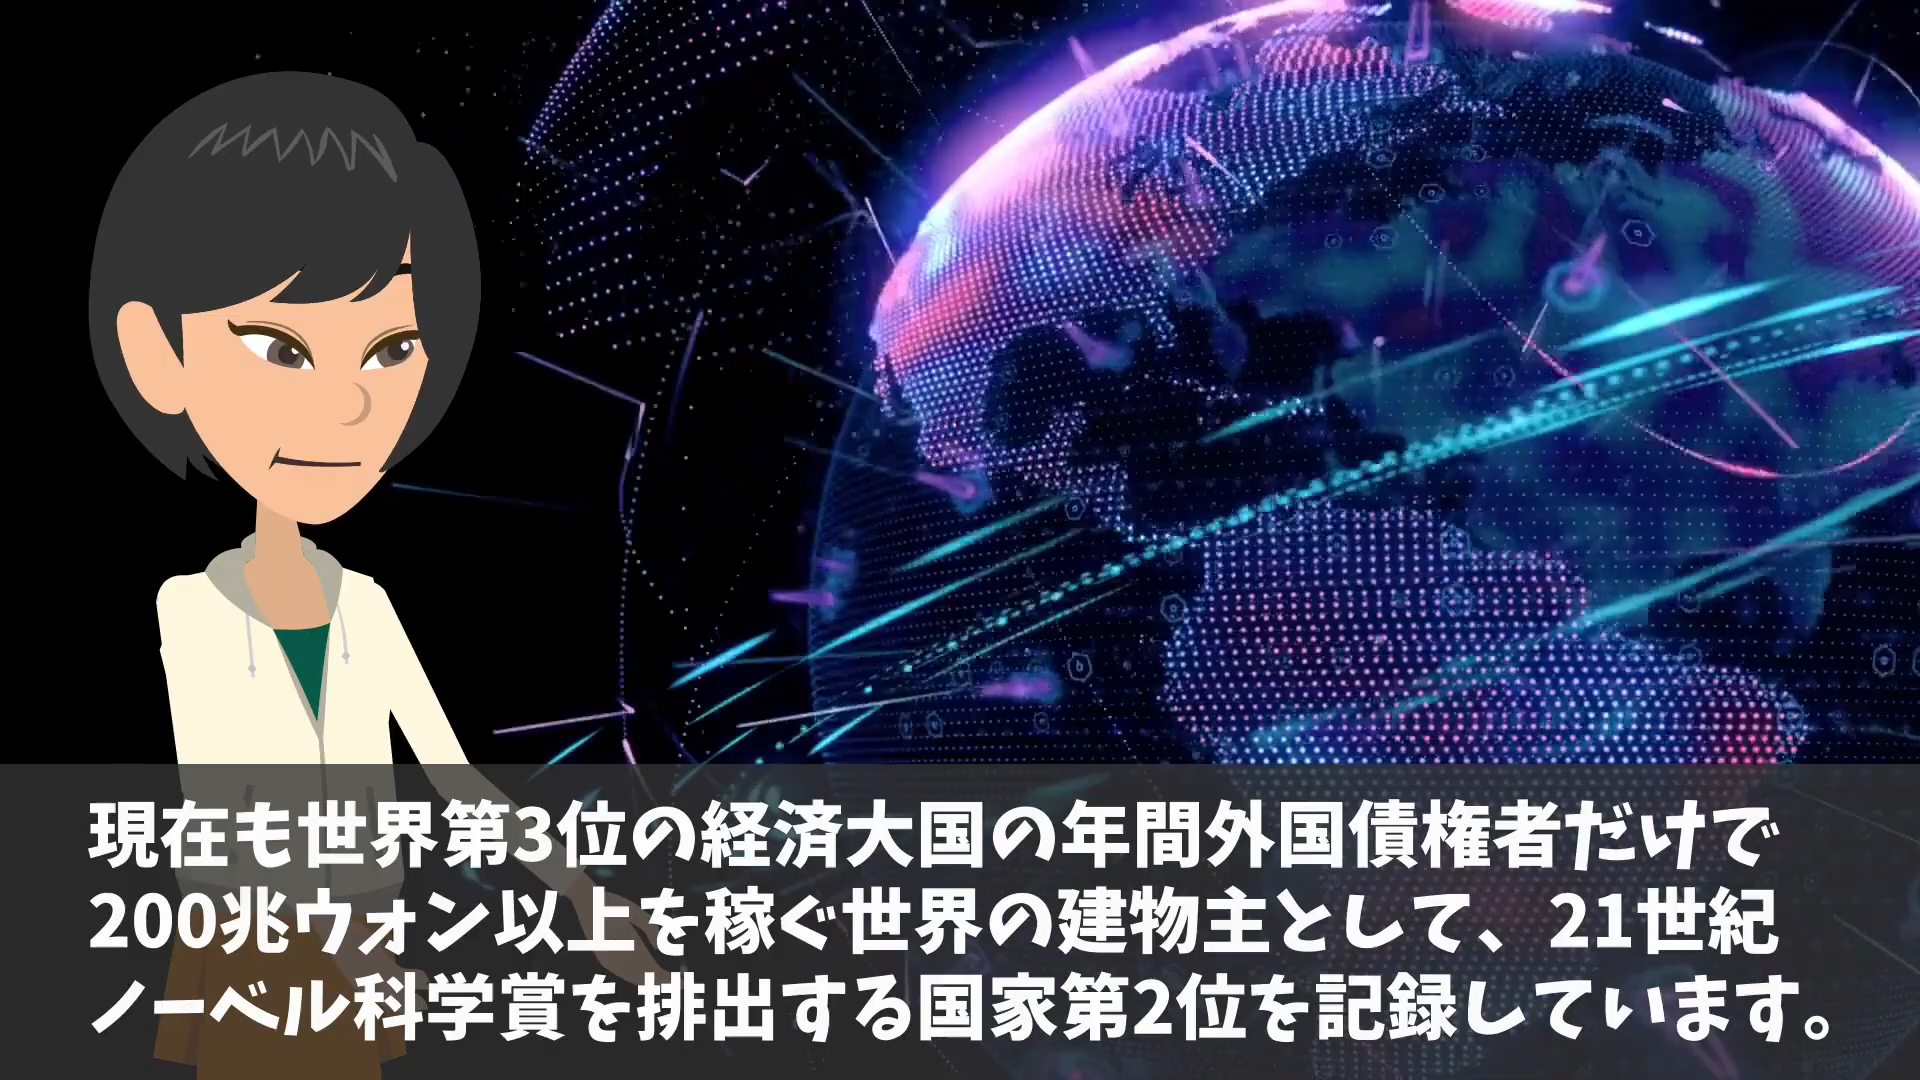 現在も世界第3位の経済大国の年間外国債権者だけで
200兆ウォン以上を稼ぐ世界の建物主として、21世紀
ノーベル科学賞を排出する国家第2位を記録しています。